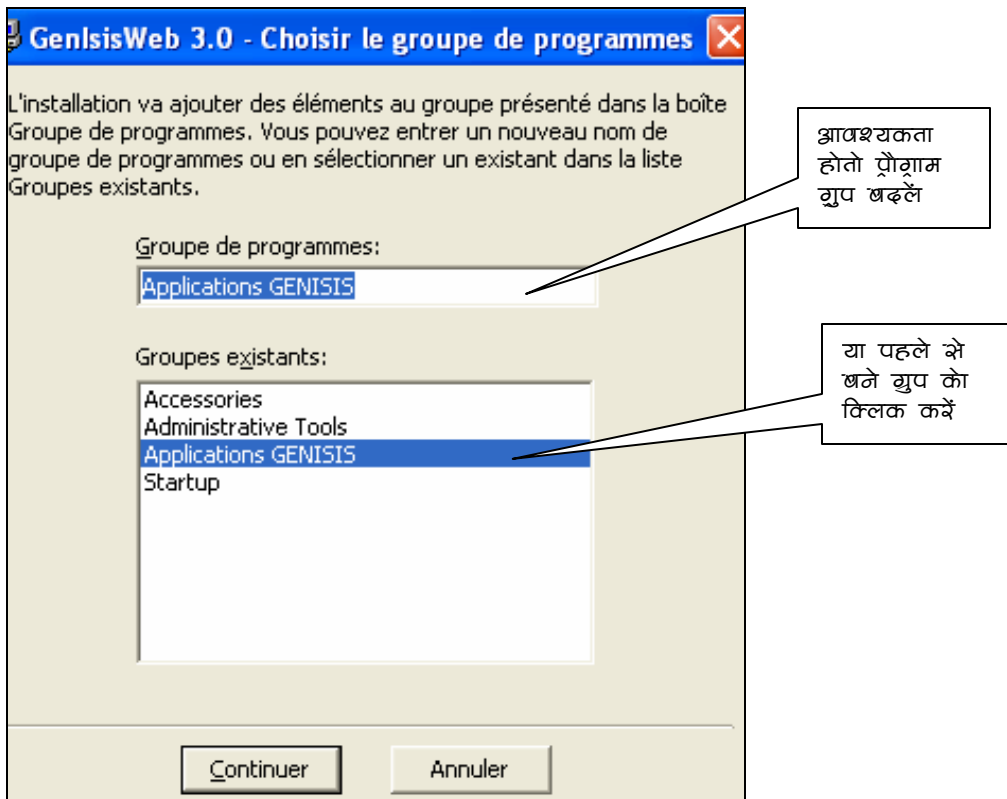 GenIsisWeb 3.0 - Choisir le groupe de programmes
L'installation va ajouter des éléments au groupe présenté dans la boîte
Groupe de programmes. Vous pouvez entrer un nouveau nom de
groupe de programmes ou en sélectionner un existant dans la liste
Groupes existants.
आवश्यकता
होतो प्रौग्राम
ग्रुप बदलें
Groupe de programmes:
Applications GENISIS
Groupes existants:
Accessories
Administrative Tools
Applications GENISIS
Startup
या पहले से
बने ग्रुप केा
क्लिक करें
Continuer
Annuler